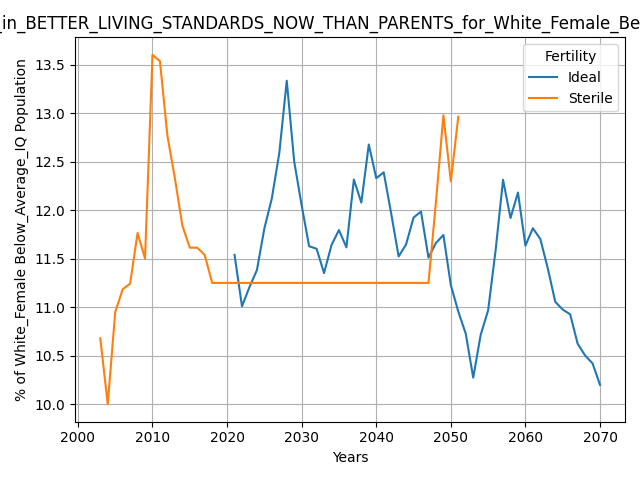 _in_BETTER_LIVING_STANDARDS_NOW_THAN_PARENTS_for_White_Female_Be
Fertility
Ideal
Sterile
% of White_Female Below_Average_IQ Population
13.5
13.0
12.5
12.0
11.5
11.0
10.5
10.0
2000 2010 2020 2030 2040 2050 2060 2070
Years